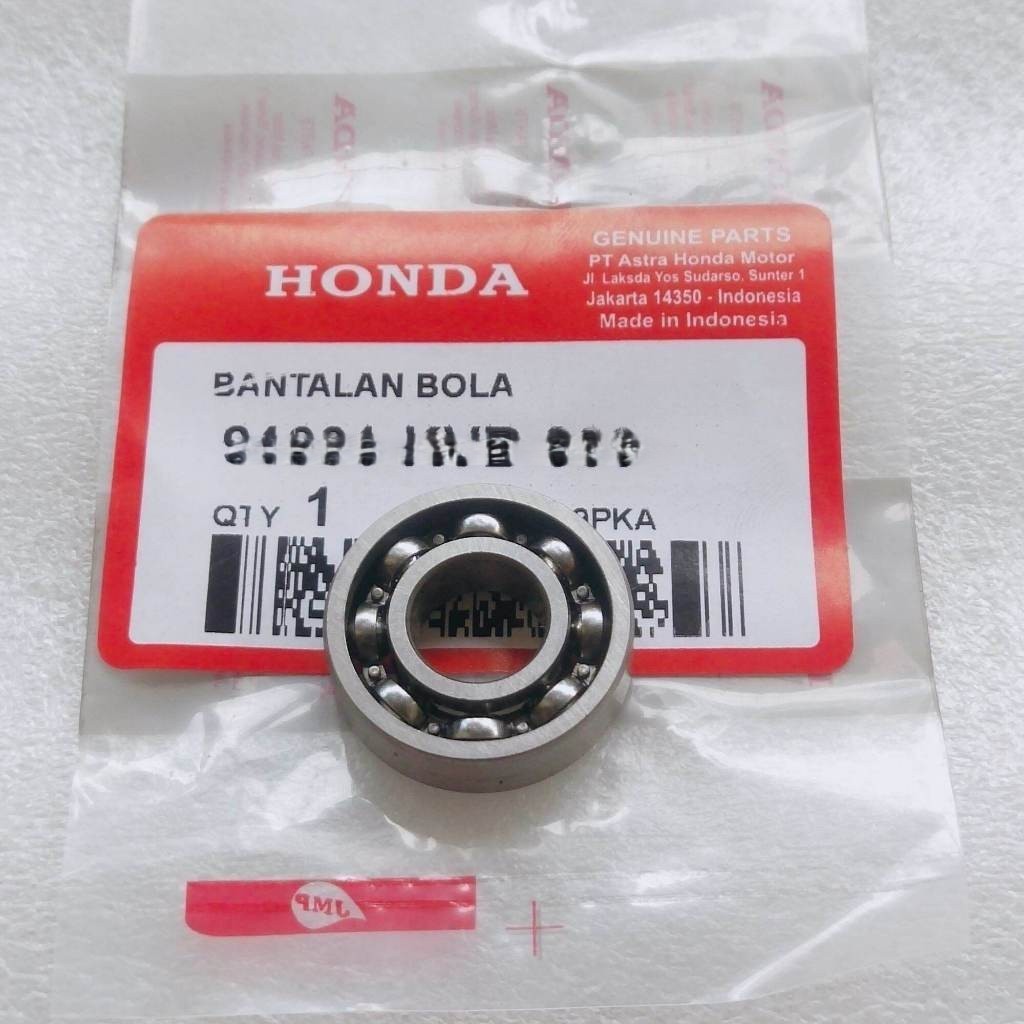 HONDA
GENUINE PARTS
PT Astra Honda Motor
Jl. Laksda Yos Sudarso. Sunter 1
Jakarta 14350 - Indonesia
Made in Indonesia
BANTALAN BOLA
QTY 1
JMP